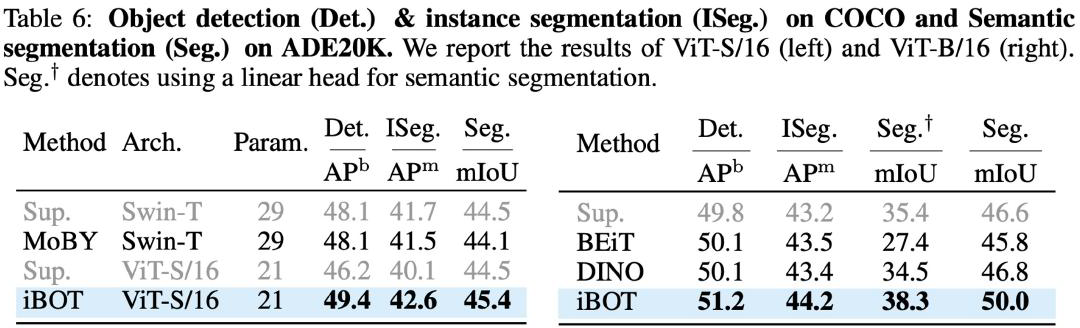 Table 6: Object detection (Det.) & instance segmentation (ISeg.) on COCO and Semantic
segmentation (Seg.) on ADE20K. We report the results of ViT-S/16 (left) and ViT-B/16 (right).
Seg.† denotes using a linear head for semantic segmentation.
Method Arch. Param. Det. ISeg. Seg.
APᵇ APᵐ mIoU
Sup. Swin-T 29 48.1 41.7 44.5
MoBY Swin-T 29 48.1 41.5 44.1
Sup. ViT-S/16 21 46.2 40.1 44.5
iBOT ViT-S/16 21 49.4 42.6 45.4
Method Det. ISeg. Seg.† Seg.
APᵇ APᵐ mIoU mIoU
Sup. 49.8 43.2 35.4 46.6
BEiT 50.1 43.5 27.4 45.8
DINO 50.1 43.4 34.5 46.8
iBOT 51.2 44.2 38.3 50.0